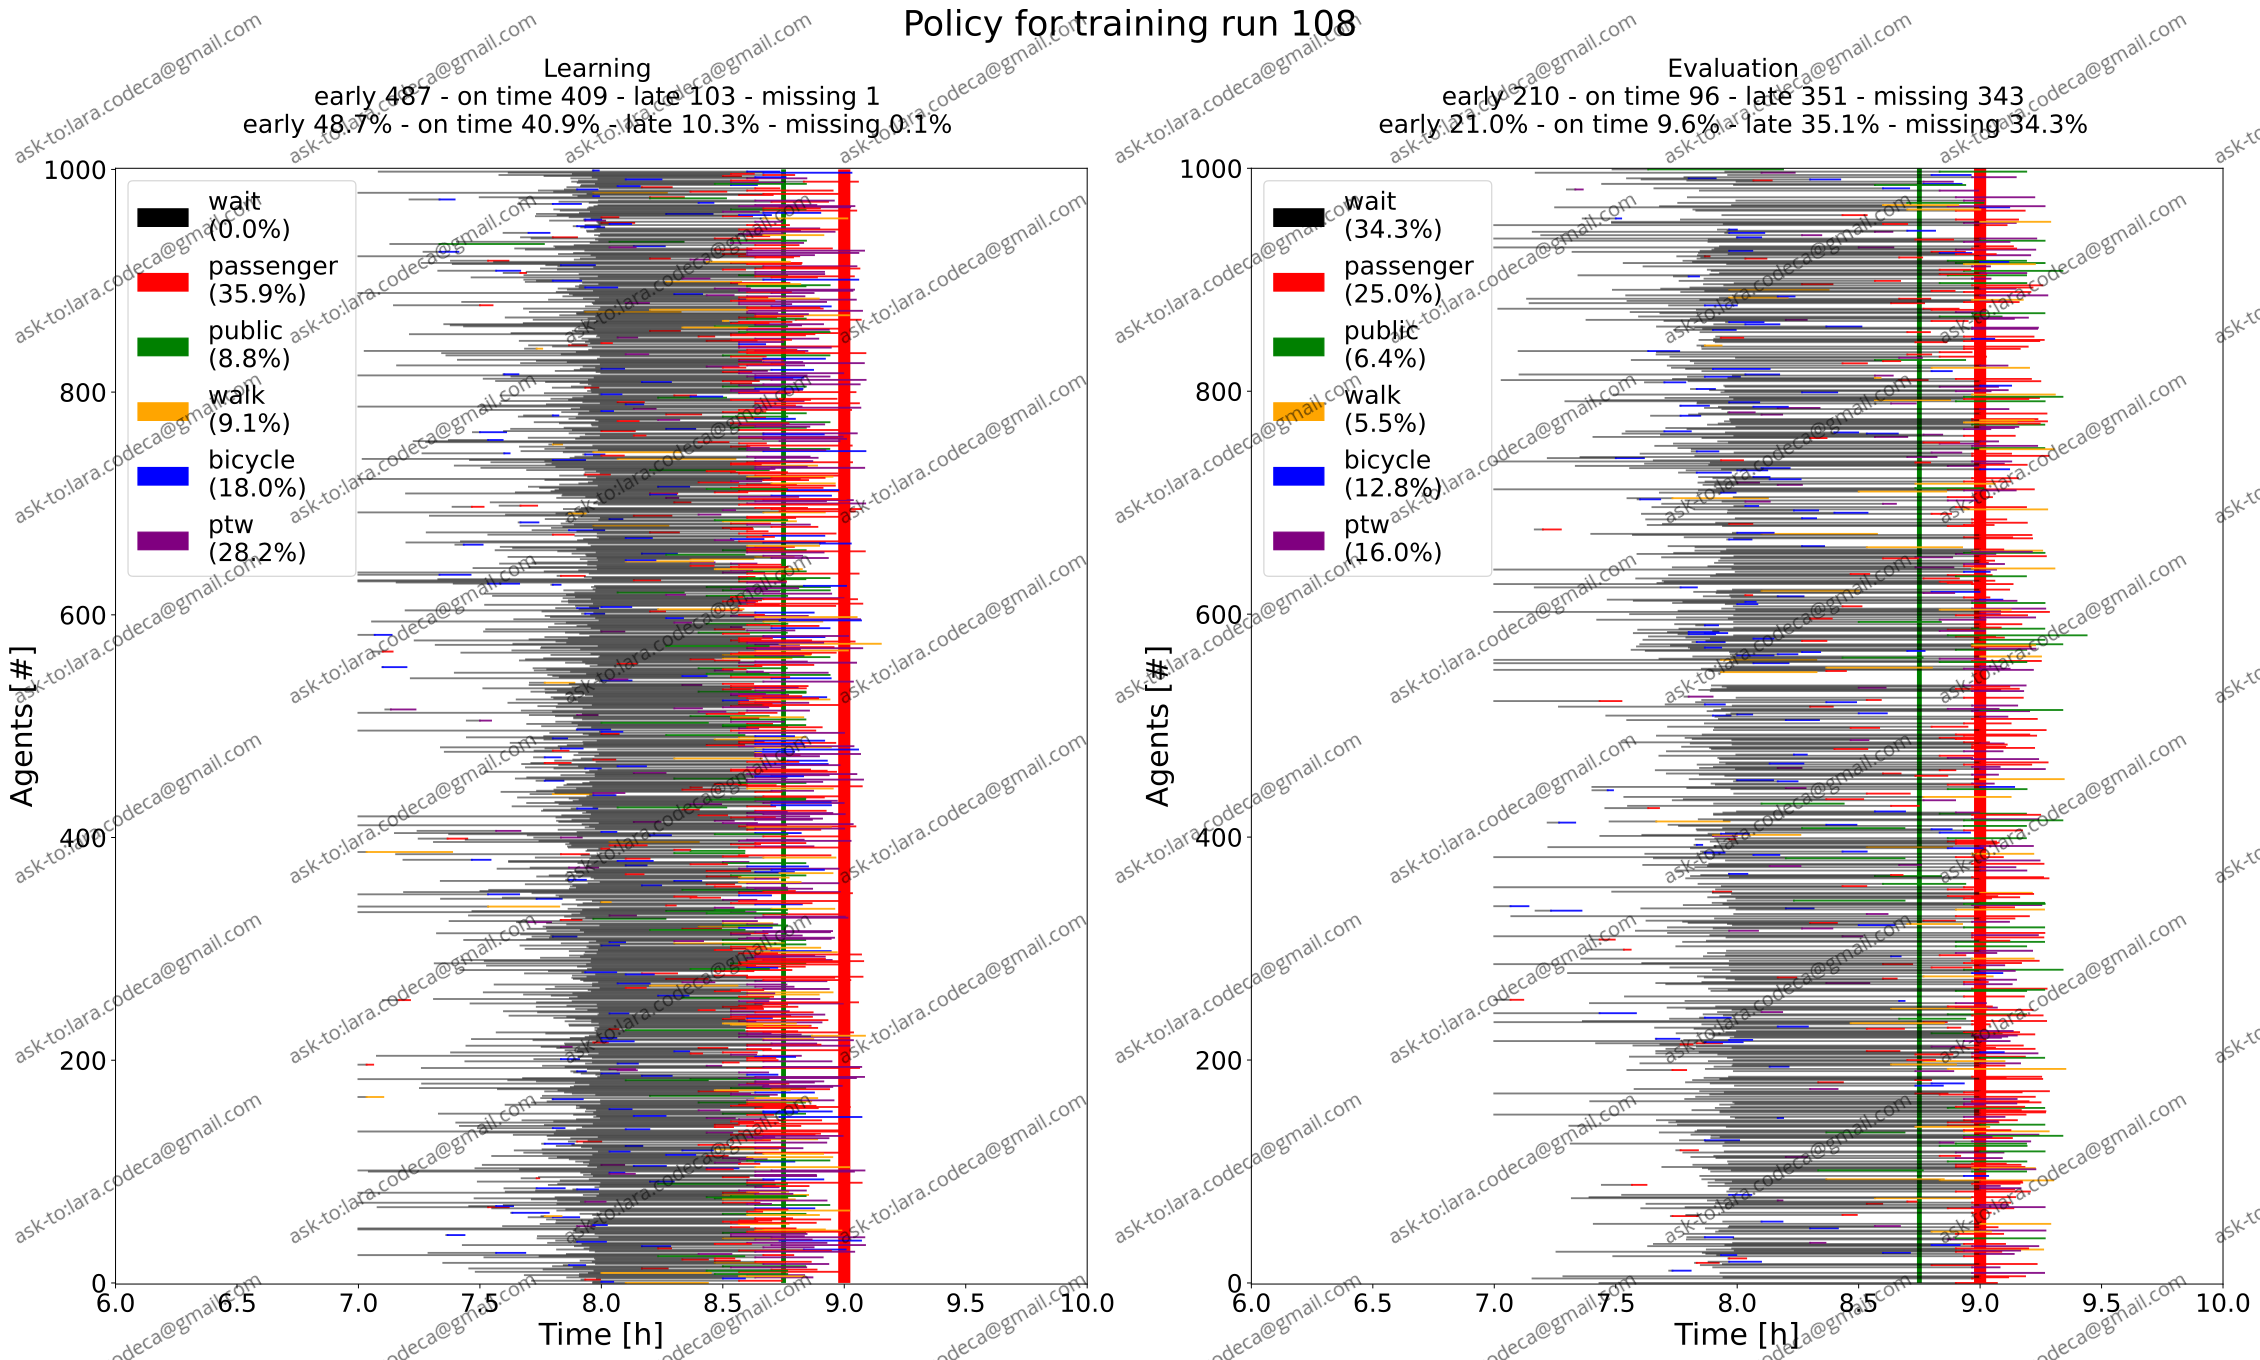 Policy for training run 108
Learning
early 487 - on time 409 - late 103 - missing 1
early 48.7% - on time 40.9% - late 10.3% - missing 0.1%
1000
800
600
400
200
0
Agents [#]
wait
(0.0%)
passenger
(35.9%)
public
(8.8%)
walk
(9.1%)
bicycle
(18.0%)
ptw
(28.2%)
6.0 6.5 7.0 7.5 8.0 8.5 9.0 9.5 10.0
Time [h]
Evaluation
early 210 - on time 96 - late 351 - missing 343
early 21.0% - on time 9.6% - late 35.1% - missing 34.3%
1000
800
600
400
200
0
Agents [#]
wait
(34.3%)
passenger
(25.0%)
public
(6.4%)
walk
(5.5%)
bicycle
(12.8%)
ptw
(16.0%)
6.0 6.5 7.0 7.5 8.0 8.5 9.0 9.5 10.0
Time [h]
ask-to:lara.codeca@gmail.com